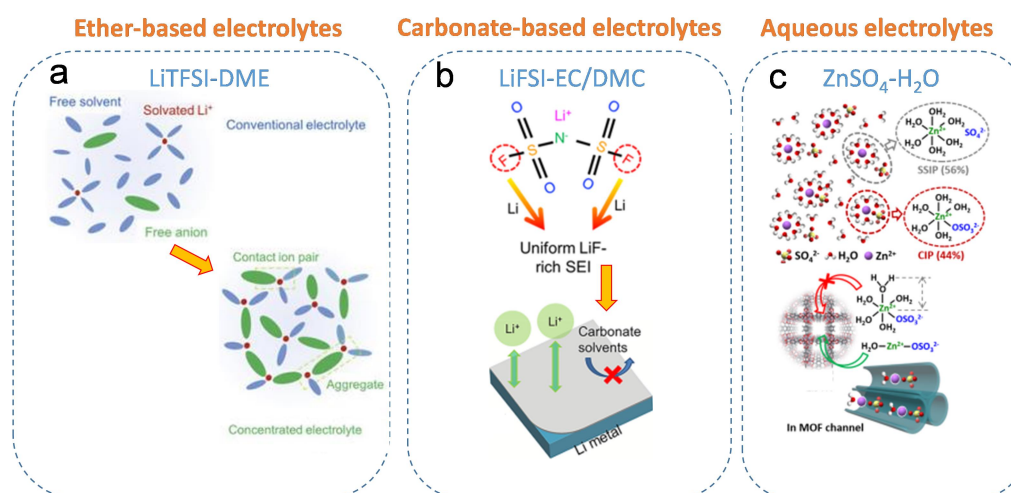 Ether-based electrolytes
Carbonate-based electrolytes
Aqueous electrolytes
a
LiTFSI-DME
Free solvent
Solvated Li⁺
Conventional electrolyte
Free anion
Contact ion pair
Aggregate
Concentrated electrolyte
b
LiFSI-EC/DMC
O
Li⁺
O
F
S
N⁻
S
F
O
O
Li
Li
Uniform LiF-
rich SEI
Li⁺
Li⁺
Carbonate
solvents
Li metal
c
ZnSO₄-H₂O
OH₂
H₂O
OH₂
Zn²⁺
SO₄²⁻
H₂O
OH₂
OH₂
SSIP (56%)
OH₂
H₂O
OH₂
Zn²⁺
H₂O
OSO₃²⁻
OH₂
CIP (44%)
SO₄²⁻
H₂O
Zn²⁺
H
H
O
H₂O
OH₂
Zn²⁺
H₂O
OSO₃²⁻
OH₂
H₂O—Zn²⁺—OSO₃²⁻
In MOF channel